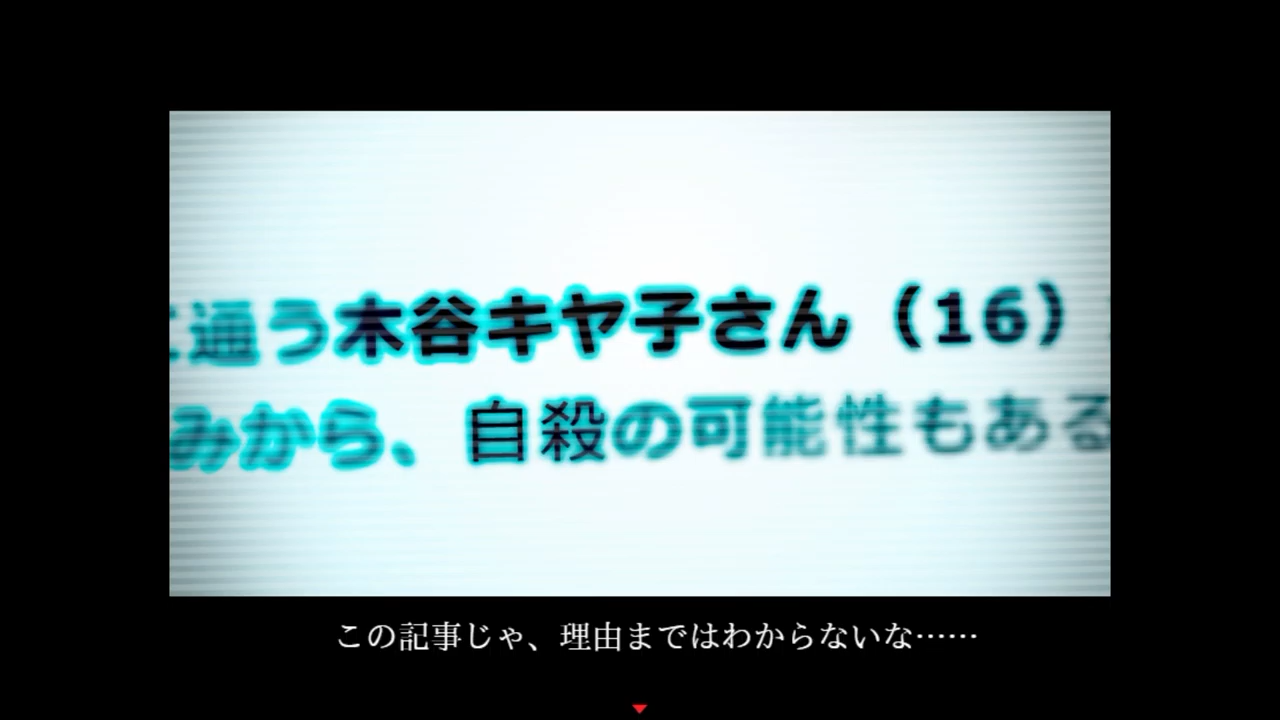 に通う木谷キヤ子さん（16）
みから、自殺の可能性もある
この記事じゃ、理由まではわからないな……